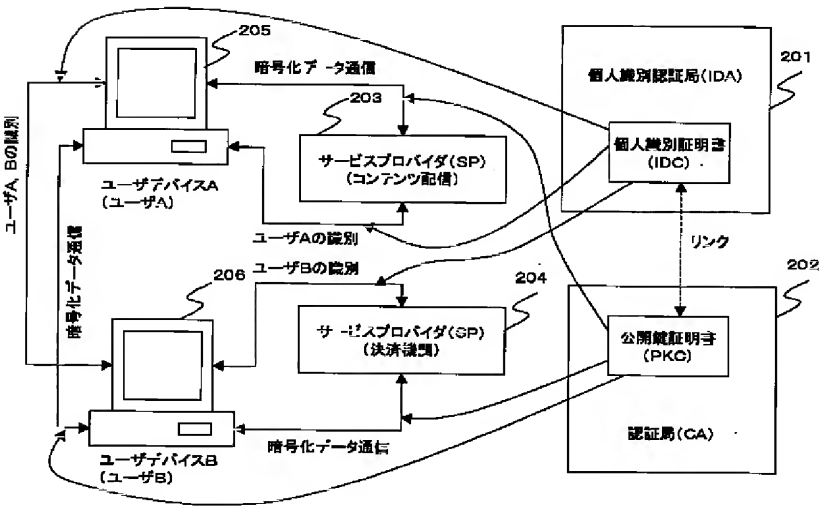 205
暗号化データ通信
203
サービスプロバイダ(SP)
(コンテンツ配信)
ユーザデバイスA
(ユーザA)
ユーザA, Bの識別
暗号化データ通信
ユーザAの識別
ユーザBの識別
206
204
サービスプロバイダ(SP)
(決済機関)
ユーザデバイスB
(ユーザB)
暗号化データ通信
201
個人識別認証局(IDA)
個人識別証明書
(IDC)
リンク
202
公開鍵証明書
(PKC)
認証局(CA)